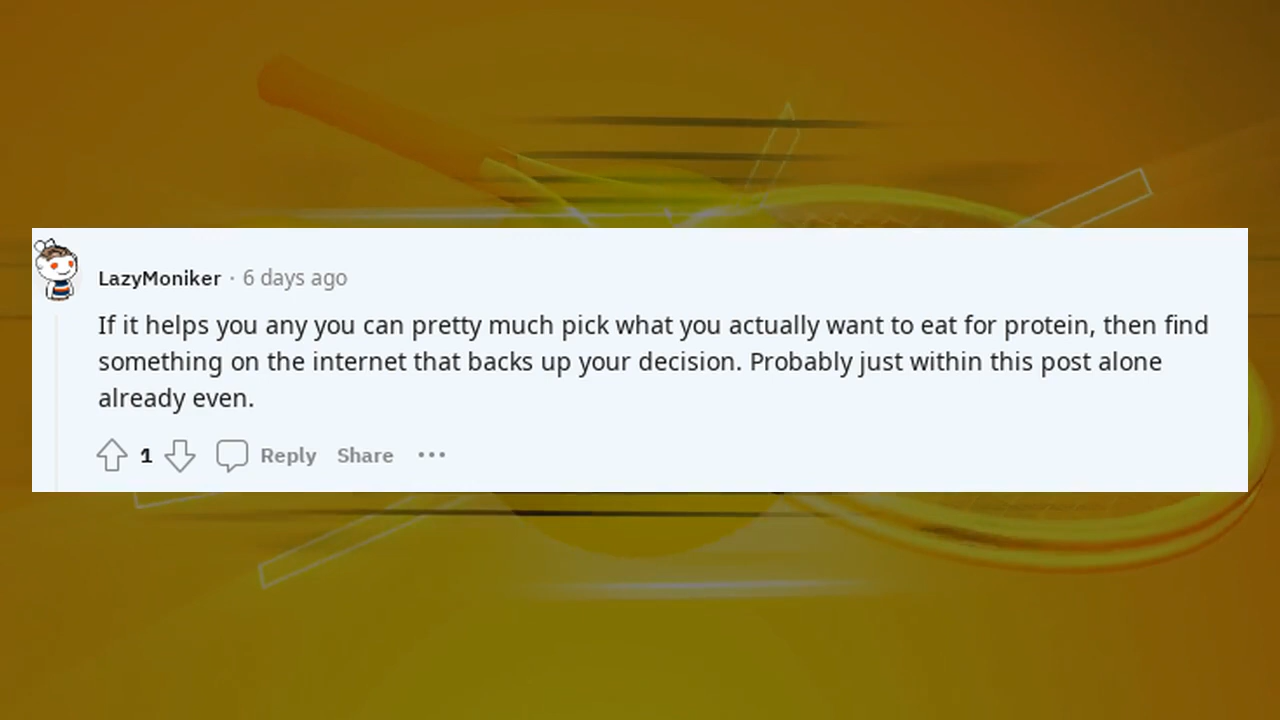 LazyMoniker · 6 days ago
If it helps you any you can pretty much pick what you actually want to eat for protein, then find
something on the internet that backs up your decision. Probably just within this post alone
already even.
1 Reply Share ···